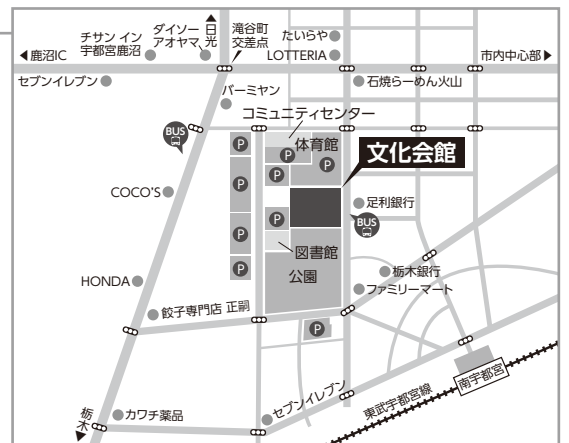 ▲日光
滝谷町
交差点
ダイソー
アオヤマ
チサン イン
宇都宮鹿沼
◀鹿沼IC
たいらや
LOTTERIA
市内中心部▶
セブンイレブン
石焼らーめん火山
バーミヤン
コミュニティセンター
BUS
体育館
P
P
P
P
文化会館
P
COCO'S
足利銀行
P
BUS
P
図書館
P
公園
栃木銀行
HONDA
ファミリーマート
餃子専門店 正嗣
P
南宇都宮
東武宇都宮線
セブンイレブン
カワチ薬品
栃木▼